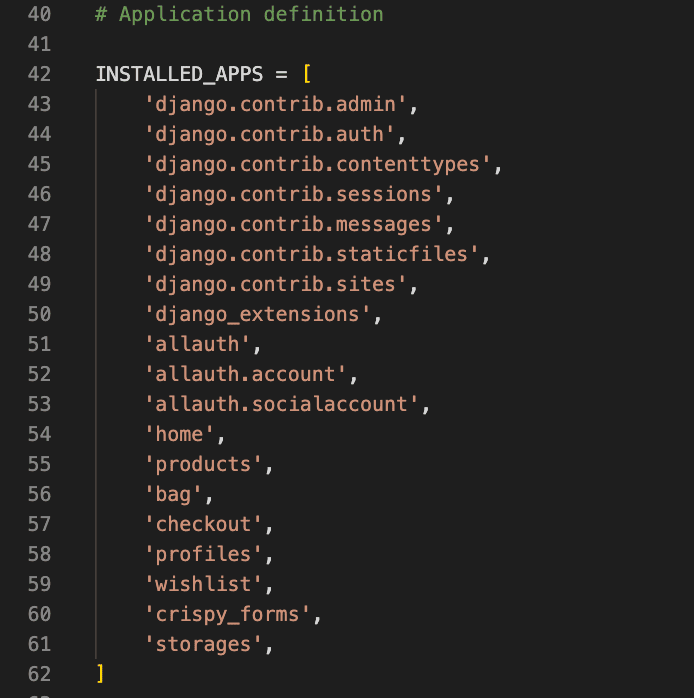 40 # Application definition
41
42 INSTALLED_APPS = [
43 'django.contrib.admin',
44 'django.contrib.auth',
45 'django.contrib.contenttypes',
46 'django.contrib.sessions',
47 'django.contrib.messages',
48 'django.contrib.staticfiles',
49 'django.contrib.sites',
50 'django_extensions',
51 'allauth',
52 'allauth.account',
53 'allauth.socialaccount',
54 'home',
55 'products',
56 'bag',
57 'checkout',
58 'profiles',
59 'wishlist',
60 'crispy_forms',
61 'storages',
62 ]